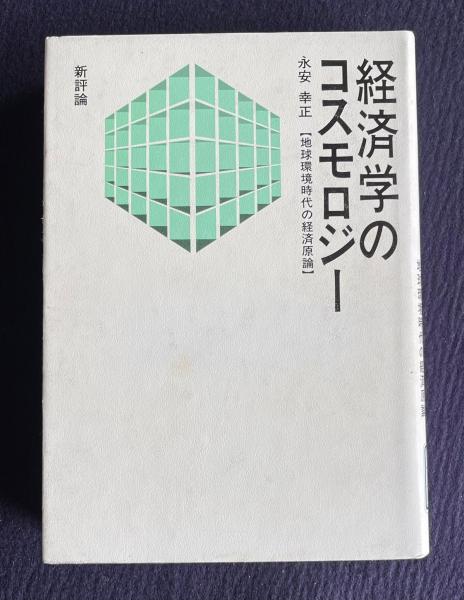 経済学の
コスモロジー
永安 幸正【地球環境時代の経済原論】
新評論